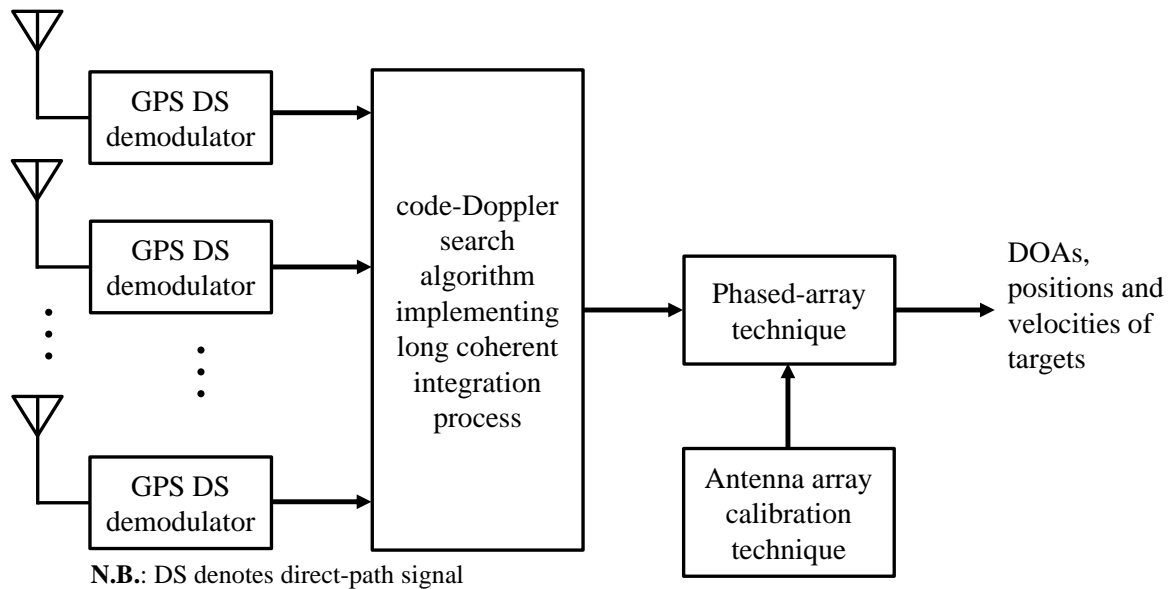 GPS DS
demodulator
GPS DS
demodulator
GPS DS
demodulator
code-Doppler
search
algorithm
implementing
long coherent
integration
process
Phased-array
technique
Antenna array
calibration
technique
DOAs,
positions and
velocities of
targets
N.B.: DS denotes direct-path signal